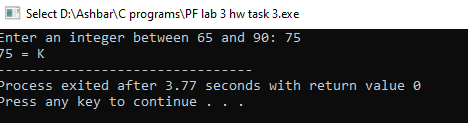 Select D:\Ashbar\C programs\PF lab 3 hw task 3.exe
Enter an integer between 65 and 90: 75
75 = K
--------------------------------
Process exited after 3.77 seconds with return value 0
Press any key to continue . . .